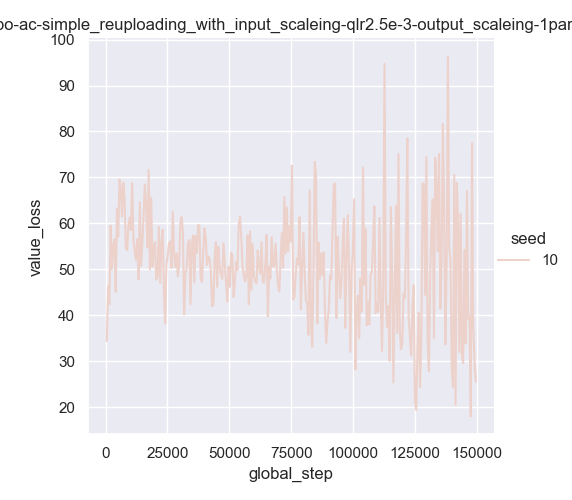 oo-ac-simple_reuploading_with_input_scaleing-qlr2.5e-3-output_scaleing-1par
100
90
80
70
60
50
40
30
20
value_loss
0 25000 50000 75000 100000 125000 150000
global_step
seed
10